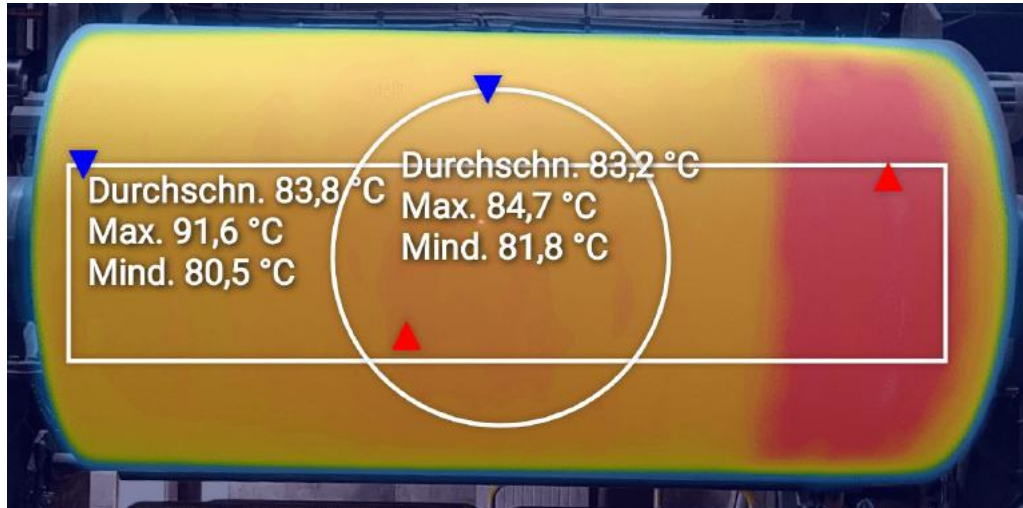 Durchschn. 83,8 °C
Max. 91,6 °C
Mind. 80,5 °C
Durchschn. 83,2 °C
Max. 84,7 °C
Mind. 81,8 °C